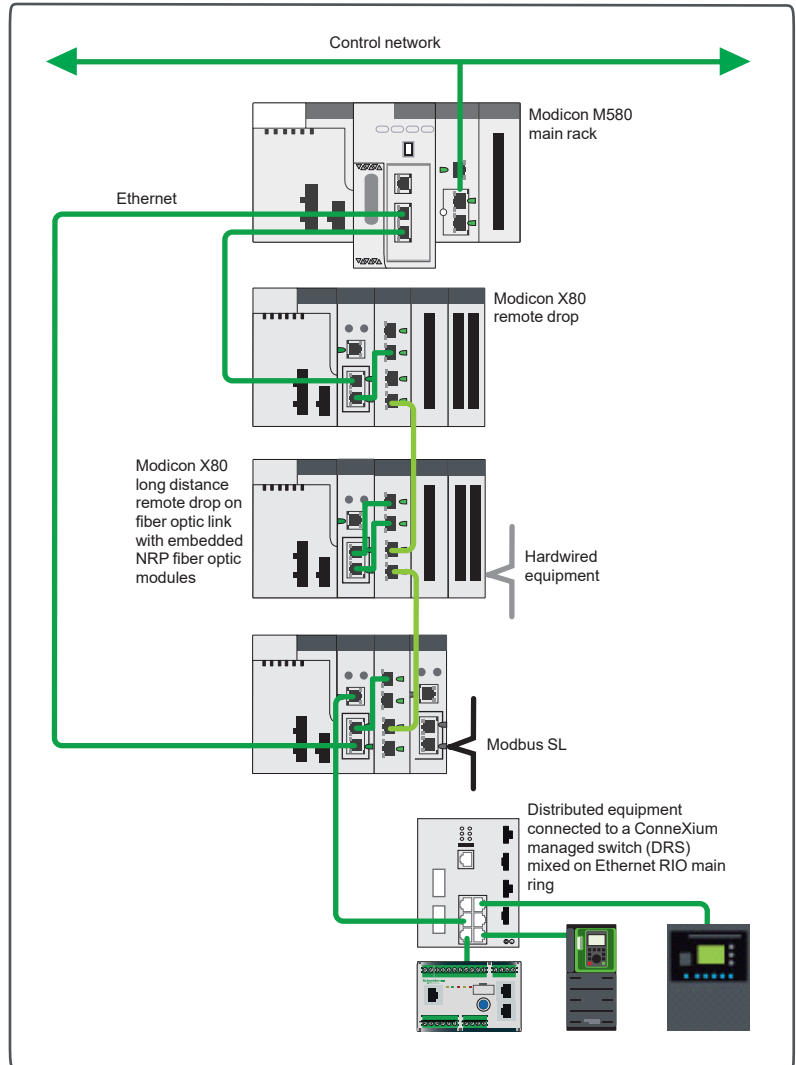 Control network
Modicon M580
main rack
Ethernet
Modicon X80
remote drop
Modicon X80
long distance
remote drop on
fiber optic link
with embedded
NRP fiber optic
modules
Hardwired
equipment
Modbus SL
Distributed equipment
connected to a ConneXium
managed switch (DRS)
mixed on Ethernet RIO main
ring